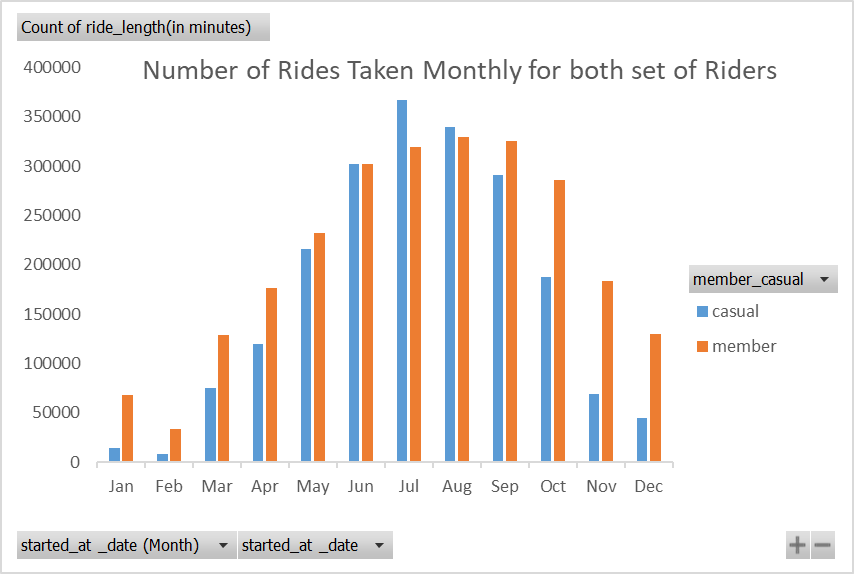 Count of ride_length(in minutes)
Number of Rides Taken Monthly for both set of Riders
400000
350000
300000
250000
200000
150000
100000
50000
0
Jan Feb Mar Apr May Jun Jul Aug Sep Oct Nov Dec
member_casual
casual
member
started_at _date (Month) started_at _date